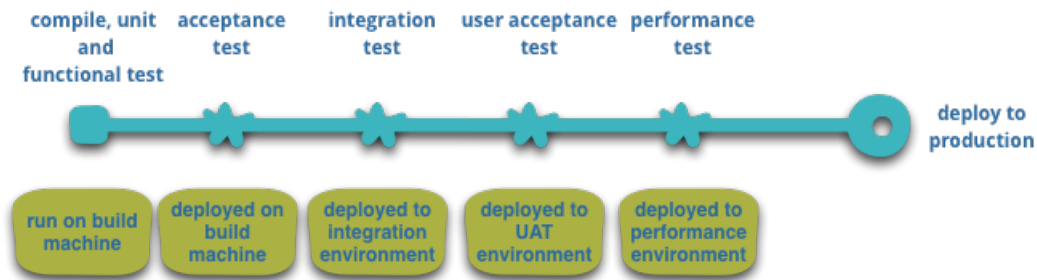 compile, unit
and
functional test
acceptance
test
integration
test
user acceptance
test
performance
test
deploy to
production
run on build
machine
deployed on
build
machine
deployed to
integration
environment
deployed to
UAT
environment
deployed to
performance
environment